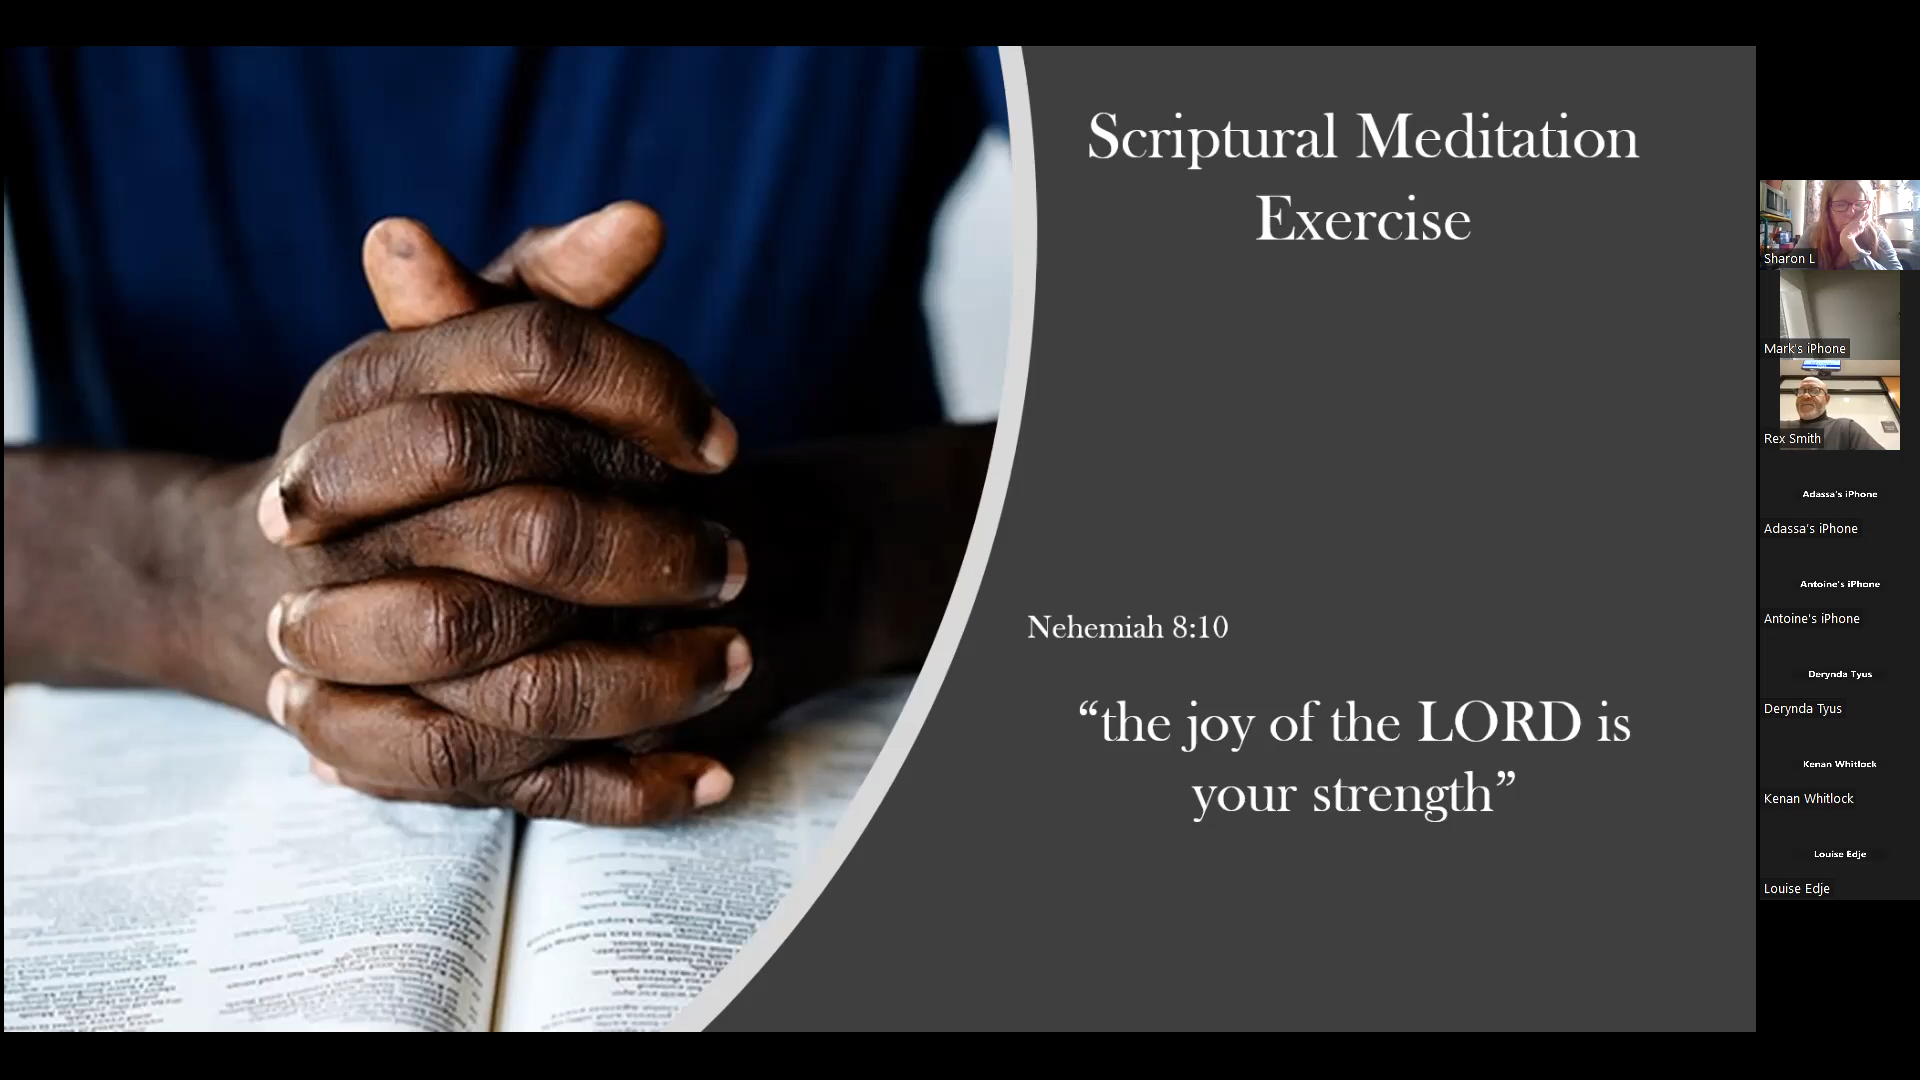 Scriptural Meditation
Exercise
Nehemiah 8:10
“the joy of the LORD is
your strength”
Sharon L
Mark's iPhone
Rex Smith
Adassa's iPhone
Adassa's iPhone
Antoine's iPhone
Antoine's iPhone
Derynda Tyus
Derynda Tyus
Kenan Whitlock
Kenan Whitlock
Louise Edje
Louise Edje